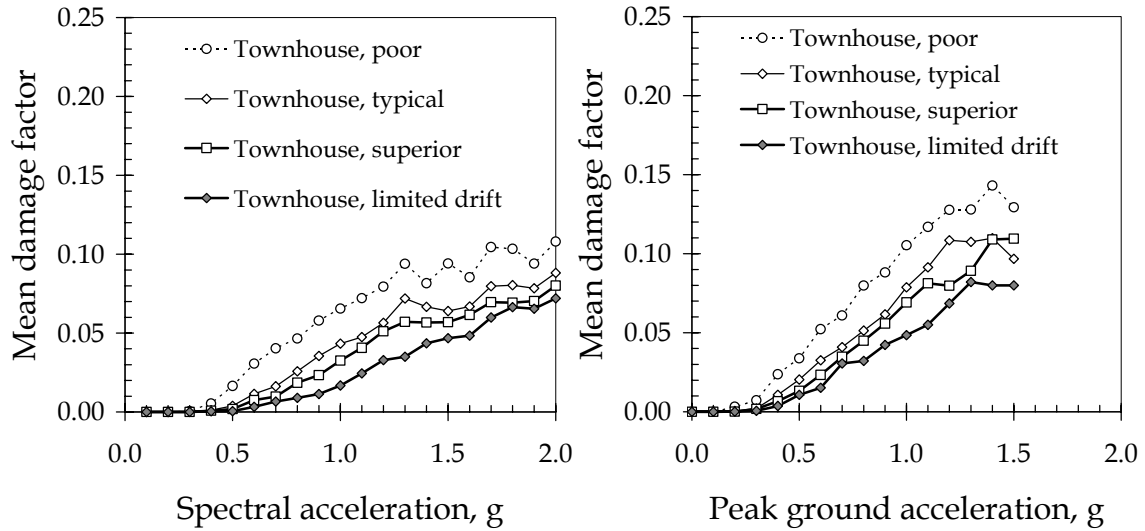 0.25
0.20
0.15
0.10
0.05
0.00
Mean damage factor
Townhouse, poor
Townhouse, typical
Townhouse, superior
Townhouse, limited drift
0.0 0.5 1.0 1.5 2.0
Spectral acceleration, g
0.25
0.20
0.15
0.10
0.05
0.00
Mean damage factor
Townhouse, poor
Townhouse, typical
Townhouse, superior
Townhouse, limited drift
0.0 0.5 1.0 1.5 2.0
Peak ground acceleration, g